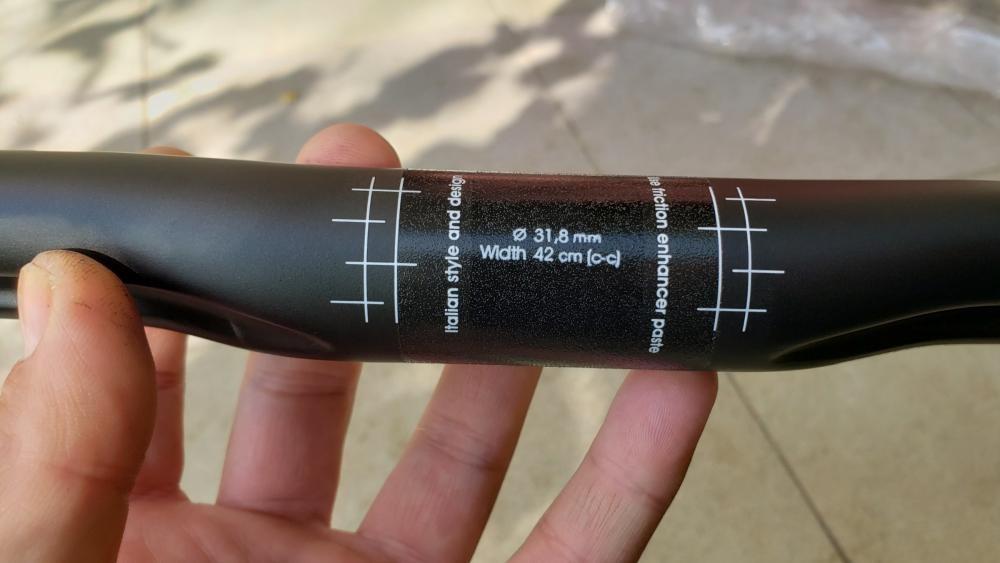 Italian style and design
Ø 31,8 mm
Width 42 cm (c-c)
friction enhancer paste